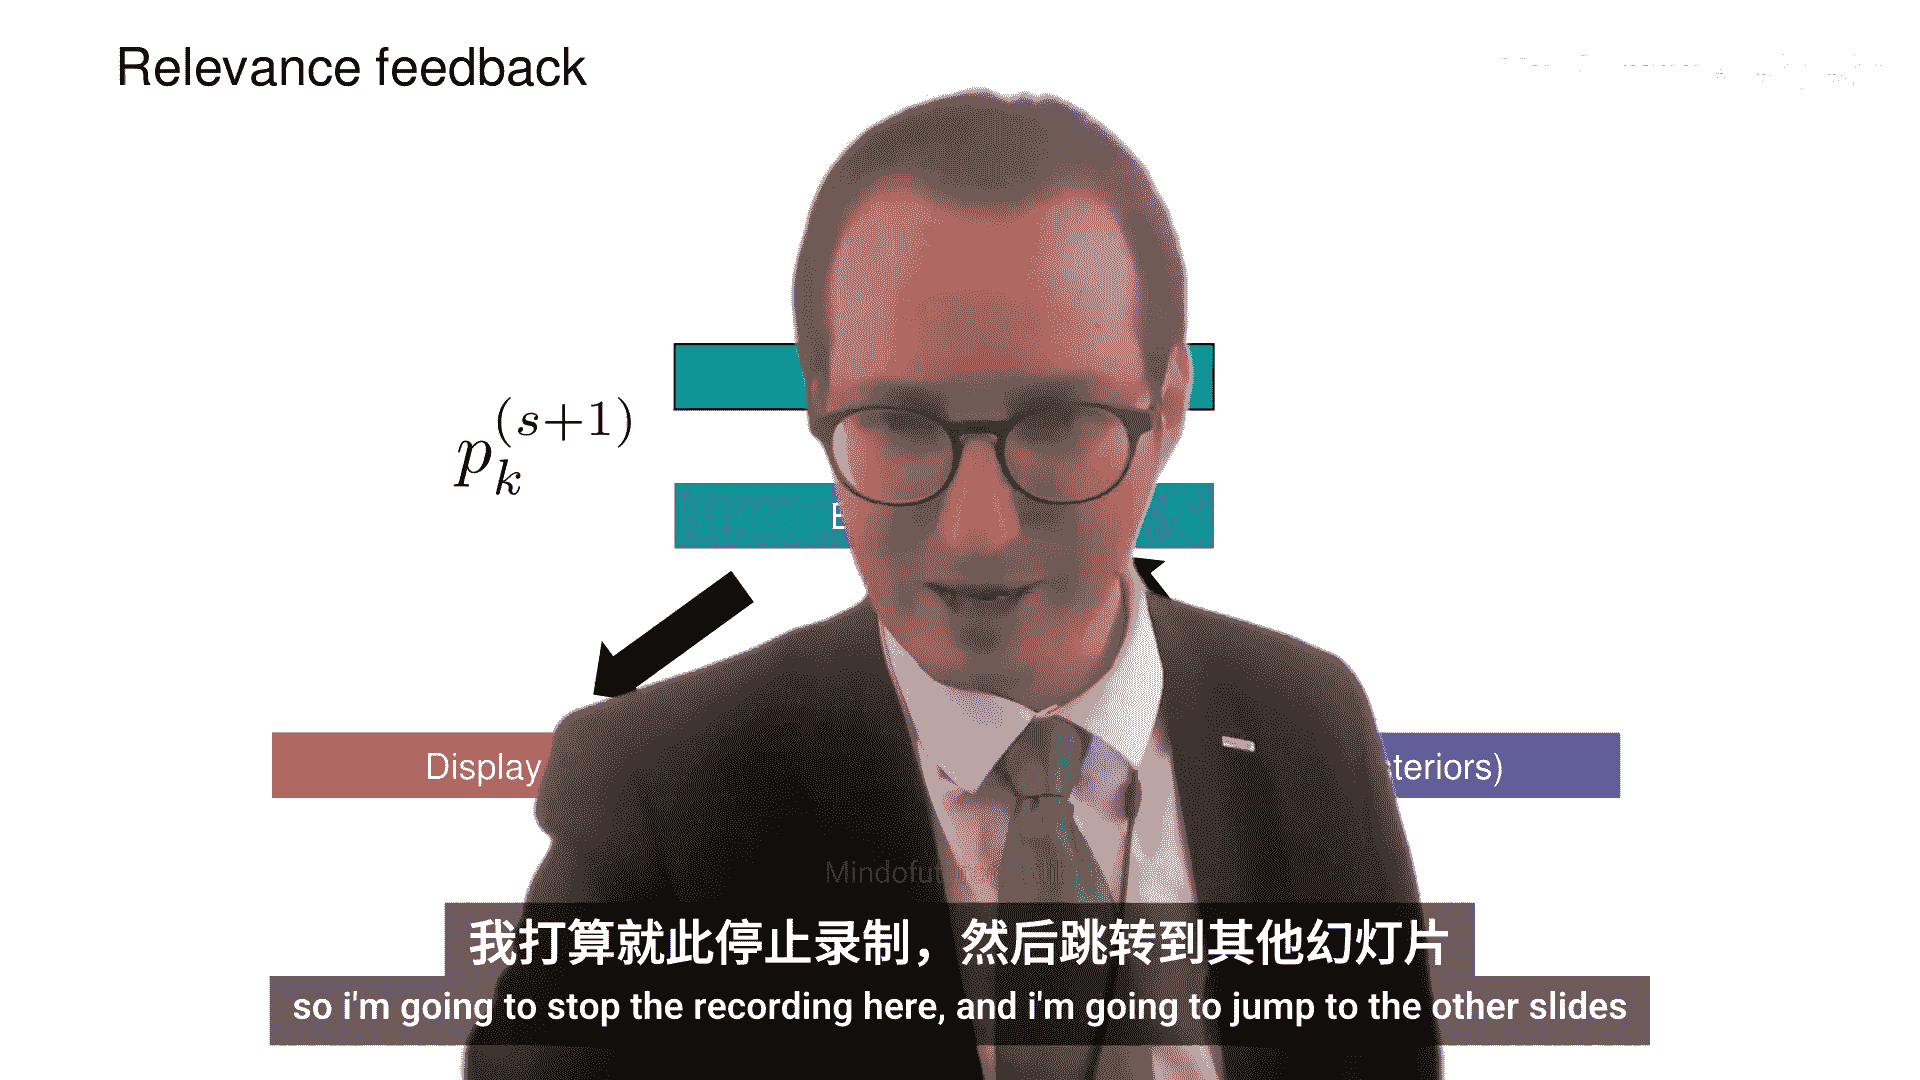 Relevance feedback
p_k^{(s+1)}
Display
steriors)
我打算就此停止录制，然后跳转到其他幻灯片
so i'm going to stop the recording here, and i'm going to jump to the other slides